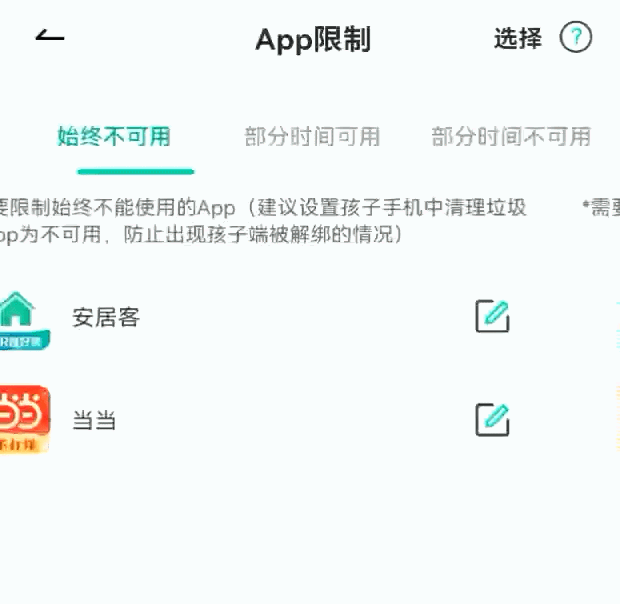 App限制
选择
?
始终不可用
部分时间可用
部分时间不可用
要限制始终不能使用的App（建议设置孩子手机中清理垃圾
pp为不可用，防止出现孩子端被解绑的情况）
*需要
安居客
当当